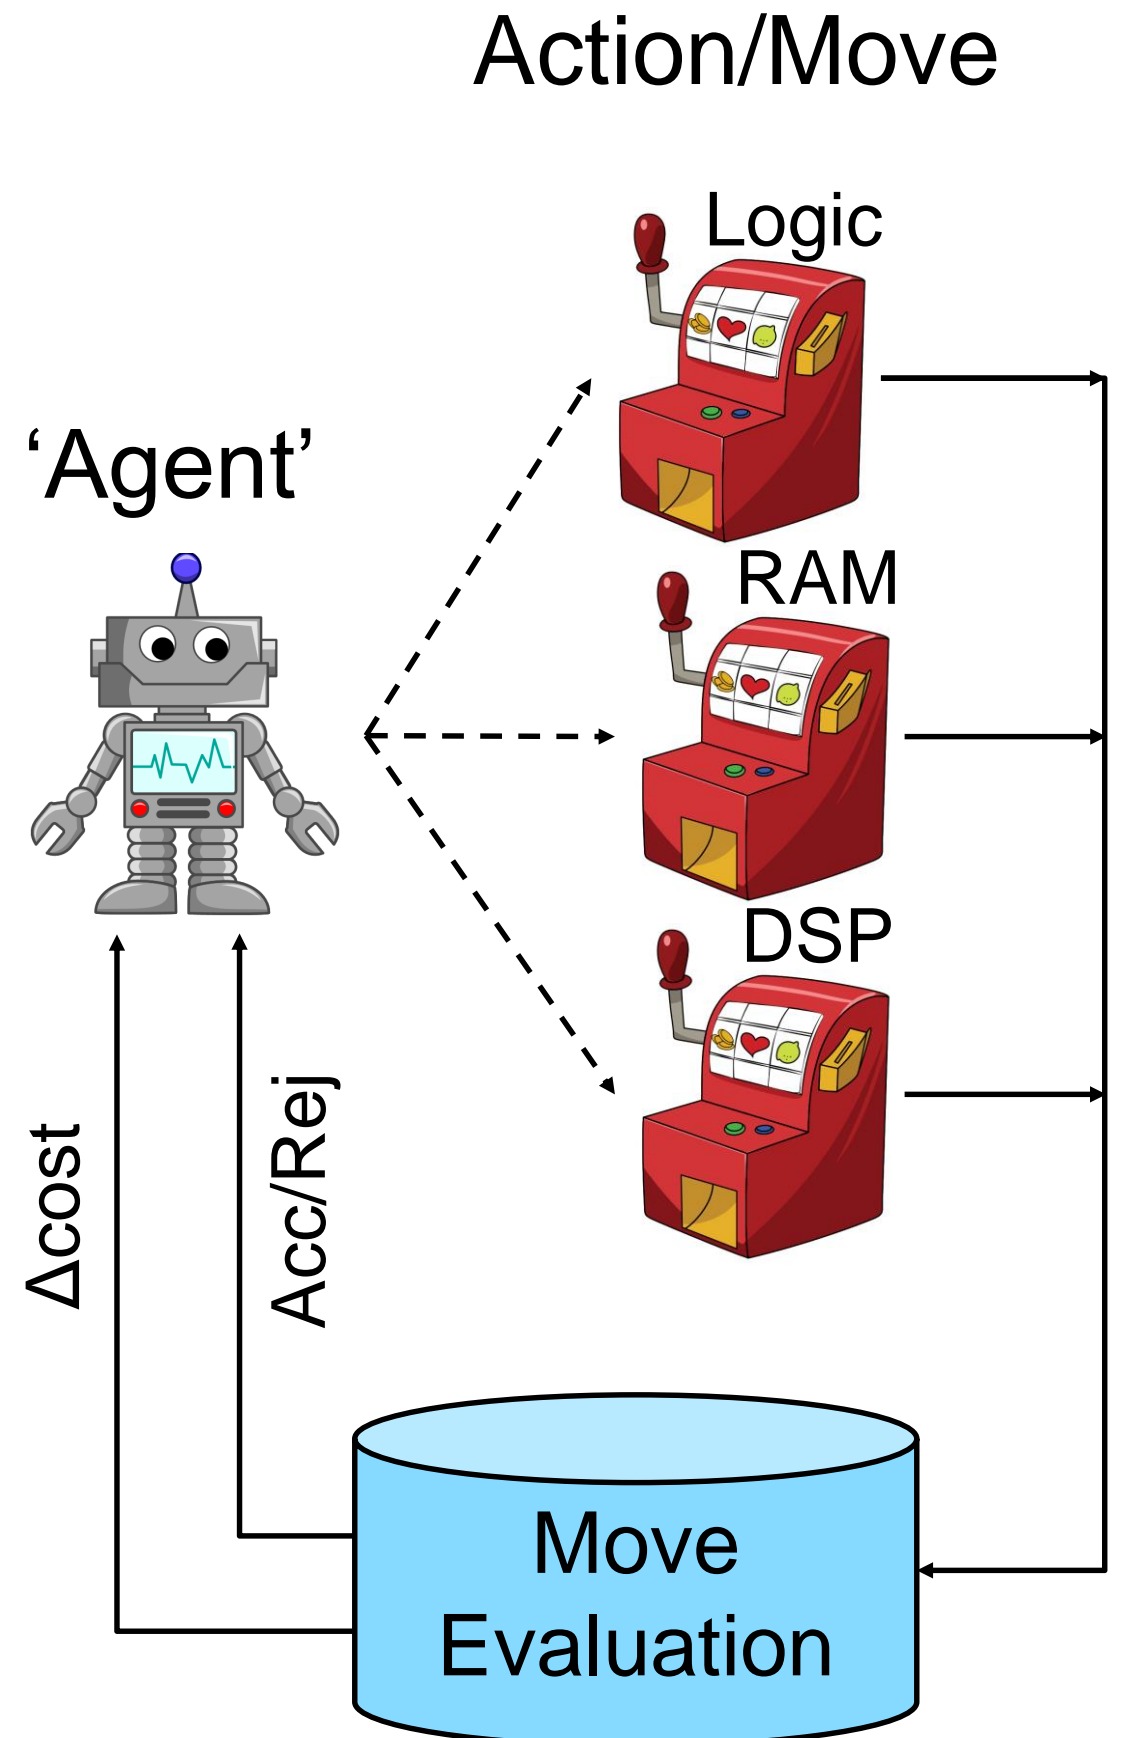 Action/Move
Logic
‘Agent’
RAM
DSP
Δcost
Acc/Rej
Move
Evaluation